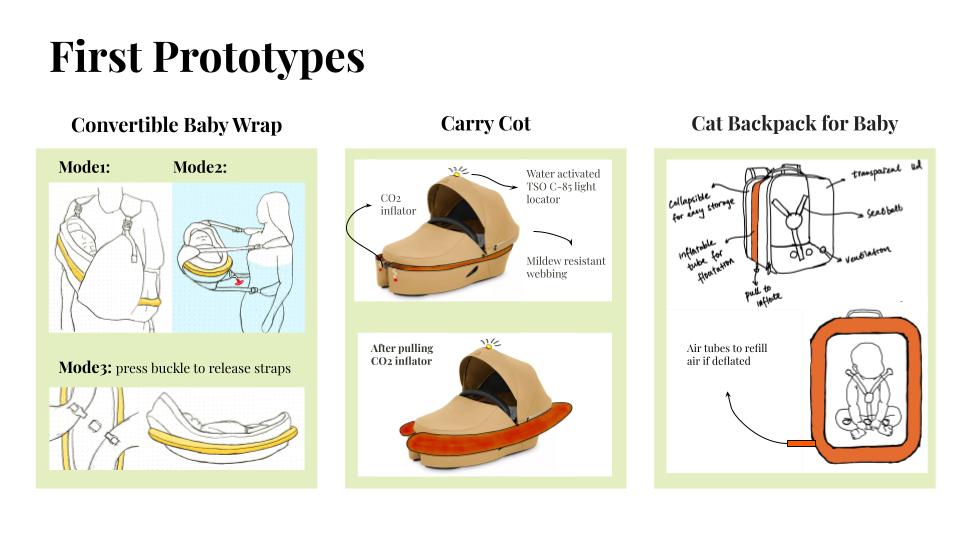 First Prototypes
Convertible Baby Wrap
Mode1:
Mode2:
Mode3: press buckle to release straps
Carry Cot
CO2
inflator
Water activated
TSO C-85 light
locator
Mildew resistant
webbing
After pulling
CO2 inflator
Cat Backpack for Baby
Collapsible
for easy storage
transparent lid
Seatbelt
inflatable
tube for
floatation
ventilation
pull to
inflate
Air tubes to refill
air if deflated